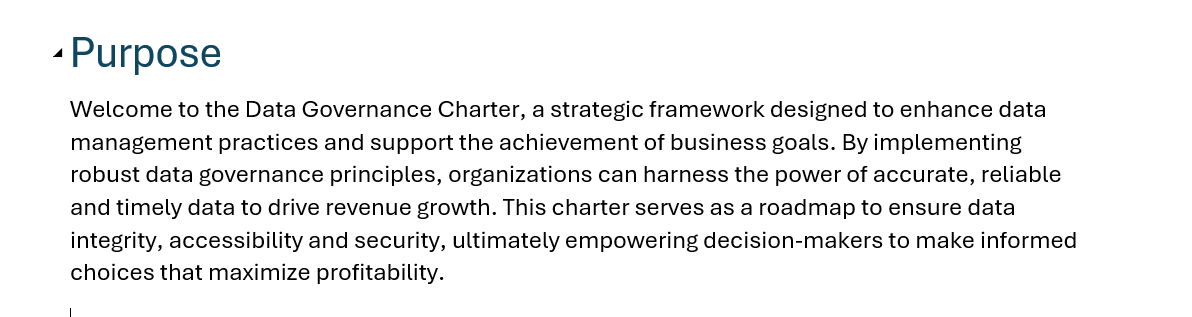 Purpose
Welcome to the Data Governance Charter, a strategic framework designed to enhance data
management practices and support the achievement of business goals. By implementing
robust data governance principles, organizations can harness the power of accurate, reliable
and timely data to drive revenue growth. This charter serves as a roadmap to ensure data
integrity, accessibility and security, ultimately empowering decision-makers to make informed
choices that maximize profitability.